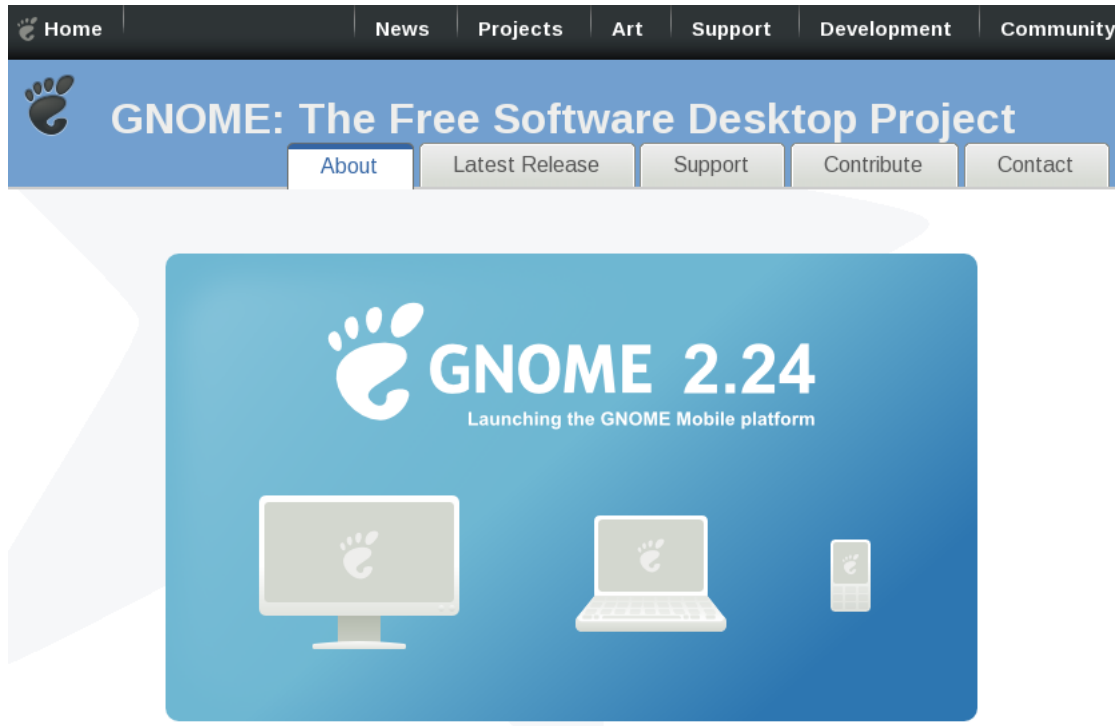 Home News Projects Art Support Development Community
GNOME: The Free Software Desktop Project
About Latest Release Support Contribute Contact
GNOME 2.24
Launching the GNOME Mobile platform